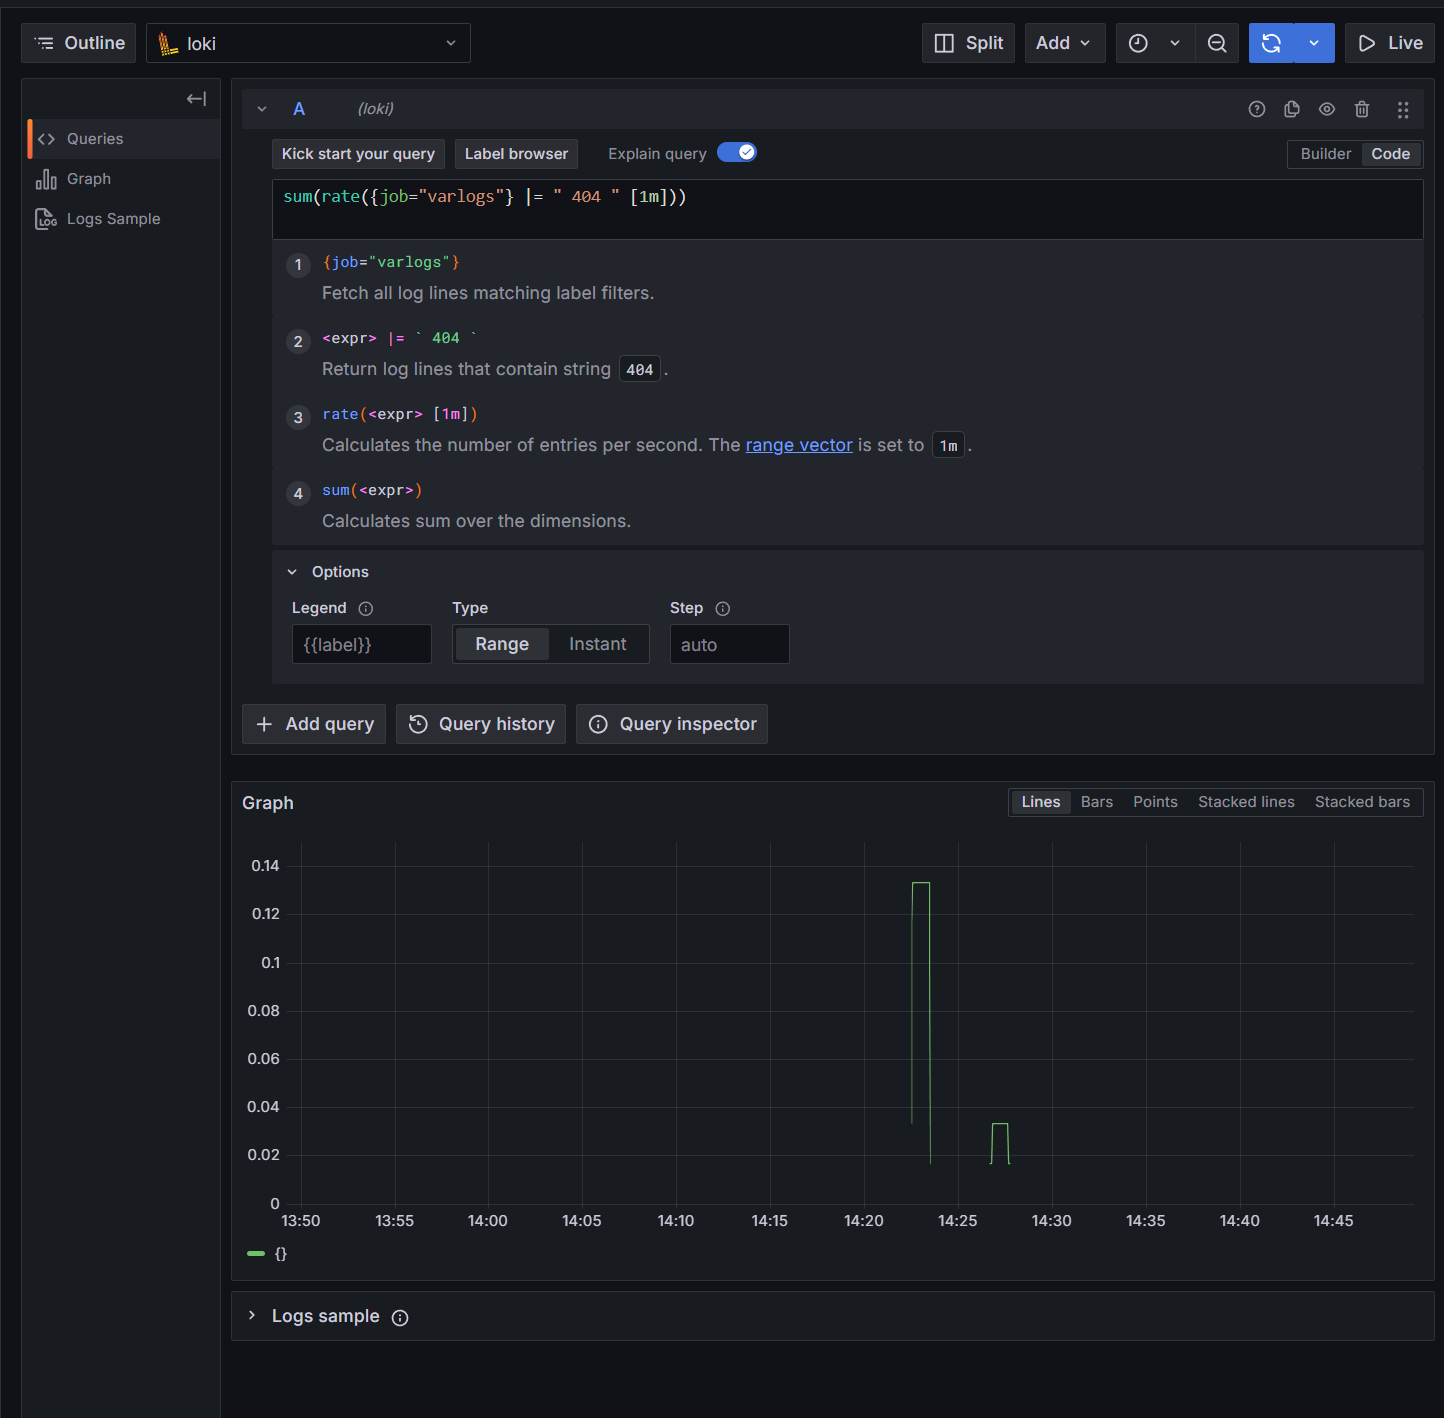 Outline
loki
Split
Add
Live
Queries
Graph
Logs Sample
A (loki)
Kick start your query
Label browser
Explain query
Builder
Code
sum(rate({job="varlogs"} |= " 404 " [1m]))
1 {job="varlogs"}
Fetch all log lines matching label filters.
2 <expr> |= ` 404 `
Return log lines that contain string 404 .
3 rate(<expr> [1m])
Calculates the number of entries per second. The range vector is set to 1m .
4 sum(<expr>)
Calculates sum over the dimensions.
Options
Legend
Type
Step
{{label}}
Range
Instant
auto
Add query
Query history
Query inspector
Graph
Lines
Bars
Points
Stacked lines
Stacked bars
0.14
0.12
0.1
0.08
0.06
0.04
0.02
0
13:50 13:55 14:00 14:05 14:10 14:15 14:20 14:25 14:30 14:35 14:40 14:45
{}
Logs sample